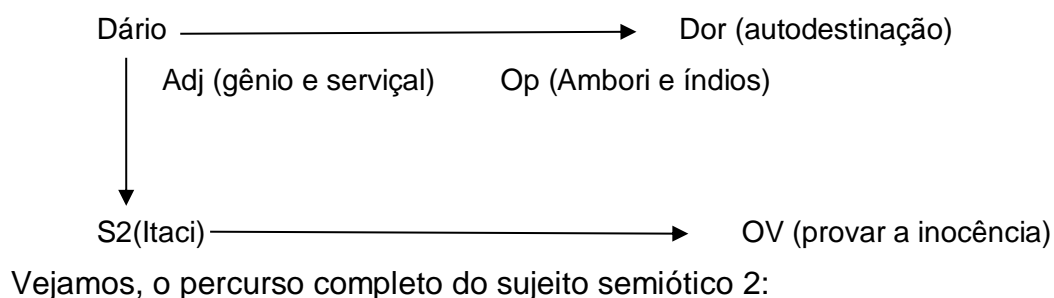 Dário Dor (autodestinação)
Adj (gênio e serviçal) Op (Ambori e índios)
S2(Itaci) OV (provar a inocência)
Vejamos, o percurso completo do sujeito semiótico 2: